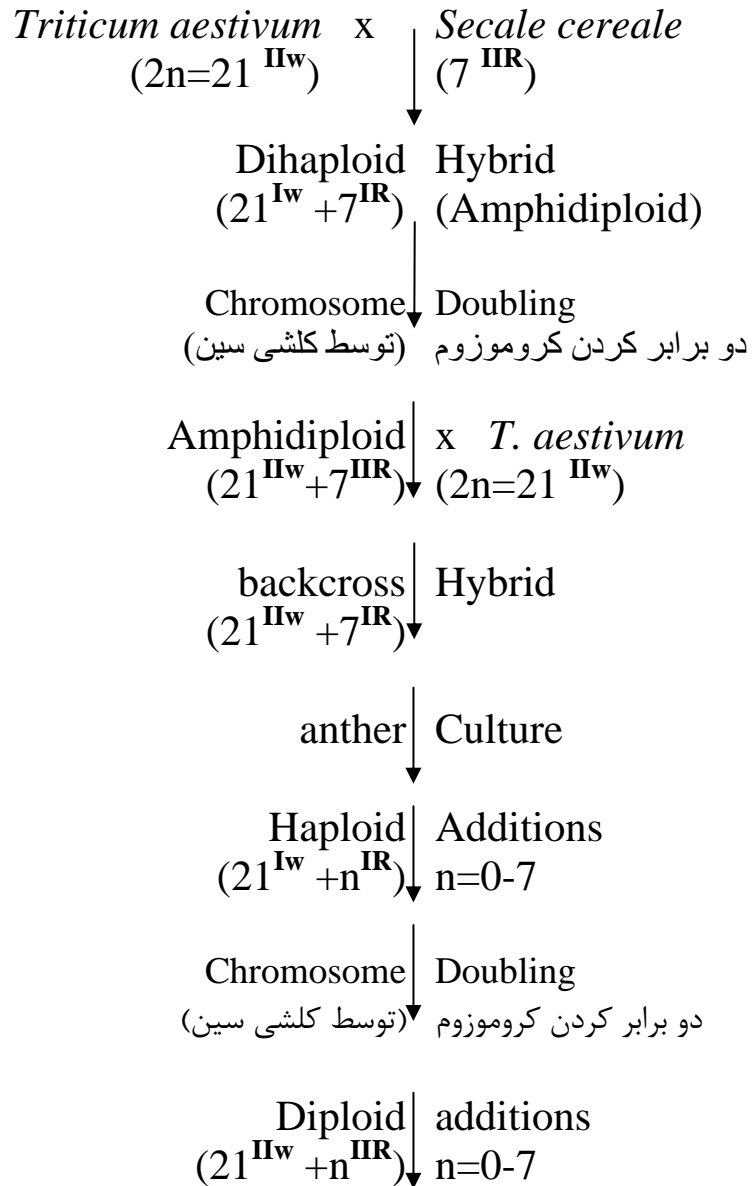 Triticum aestivum x Secale cereale
(2n=21 IIw) (7 IIR)
Dihaploid Hybrid
(21Iw +7IR) (Amphidiploid)
Chromosome Doubling
دو برابر کردن کروموزوم (توسط کلشی سین)
Amphidiploid x T. aestivum
(21IIw+7IIR) (2n=21 IIw)
backcross Hybrid
(21IIw +7IR)
anther Culture
Haploid Additions
(21Iw +nIR) n=0-7
Chromosome Doubling
دو برابر کردن کروموزوم (توسط کلشی سین)
Diploid additions
(21IIw +nIIR) n=0-7